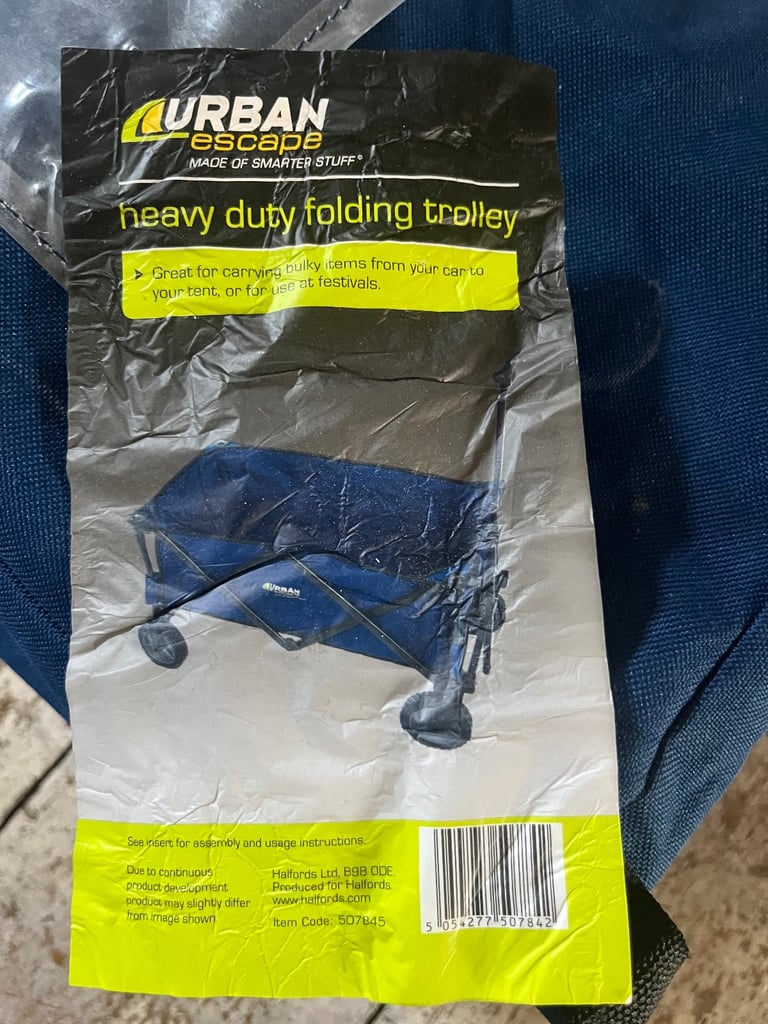 URBAN
escape
MADE OF SMARTER STUFF®
heavy duty folding trolley
> Great for carrying bulky items from your car to
your tent, or for use at festivals.
URBAN
See insert for assembly and usage instructions.
Due to continuous
product development
product may slightly differ
from image shown.
Halfords Ltd, B98 0DE.
Produced for Halfords.
www.halfords.com
Item Code: 507845
5 054277 507842